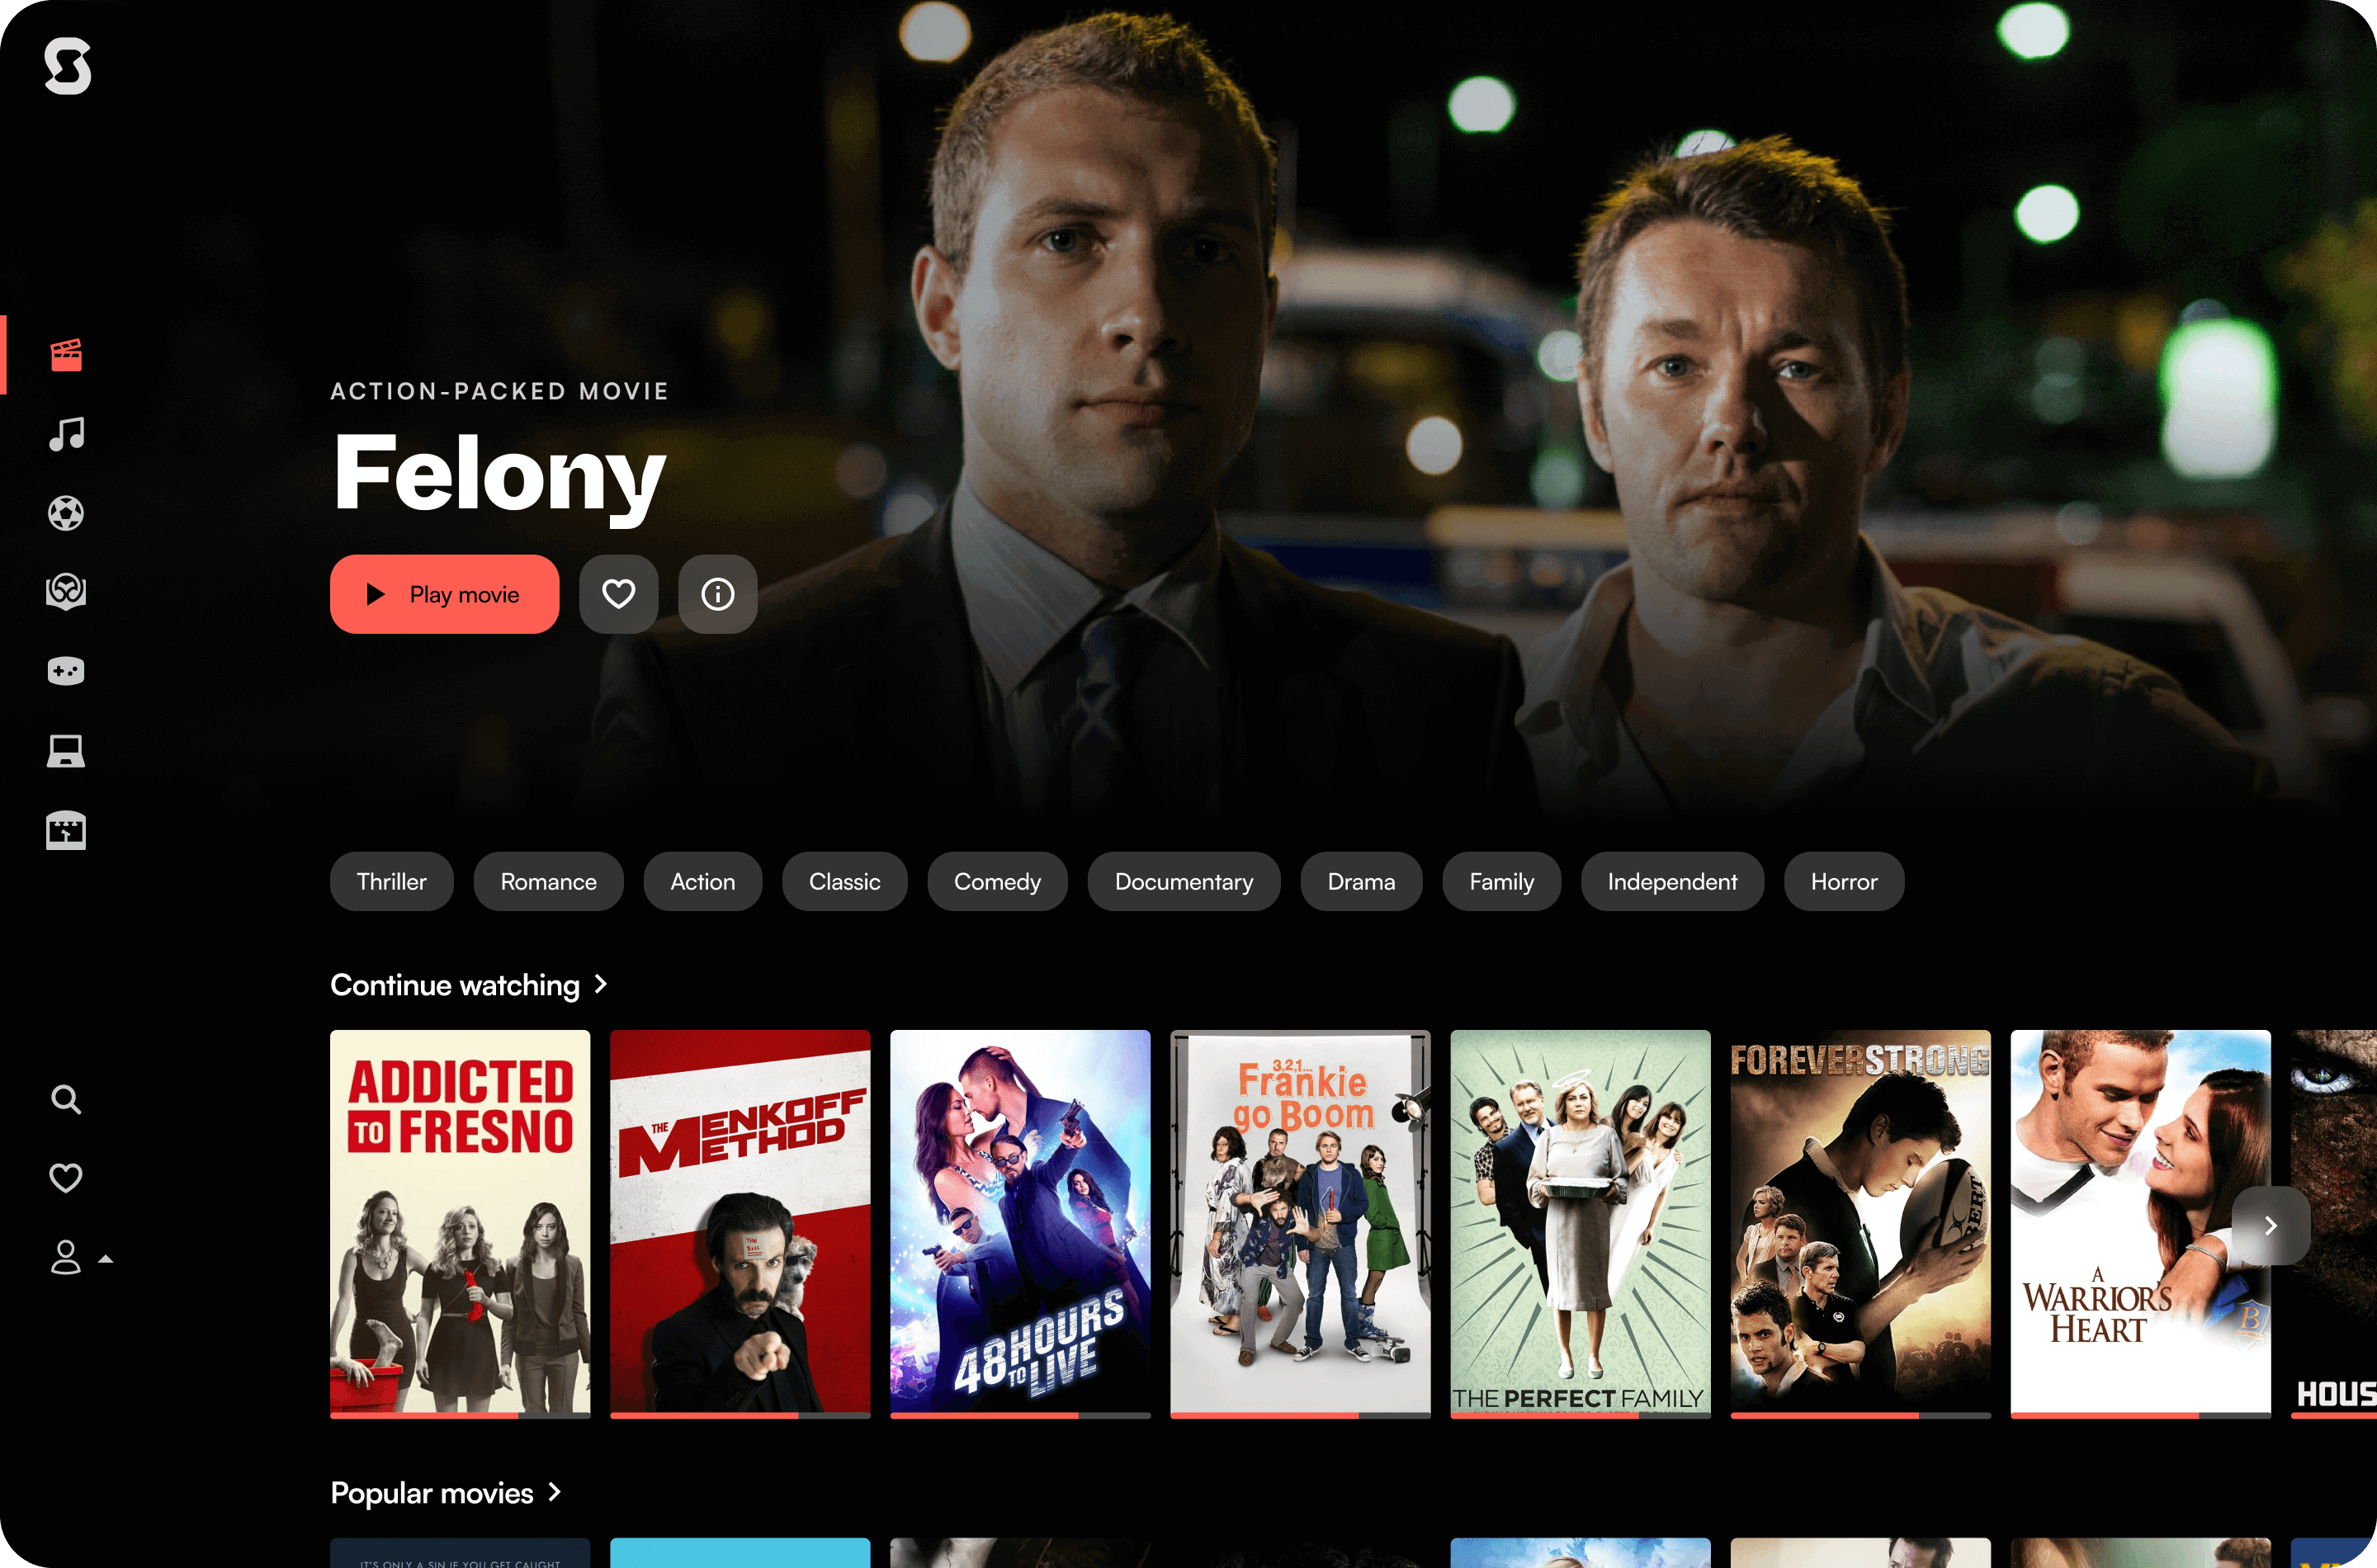 S
ACTION-PACKED MOVIE
Felony
Play movie
Thriller
Romance
Action
Classic
Comedy
Documentary
Drama
Family
Independent
Horror
Continue watching
ADDICTED
TO FRESNO
THE MENKOFF
METHOD
THE
BOSS
48 HOURS
TO LIVE
3,2,1...
Frankie
go Boom
THE PERFECT FAMILY
FOREVER STRONG
A
WARRIOR'S
HEART
B
HOUS
Popular movies
IT'S ONLY A SIN IF YOU GET CAUGHT